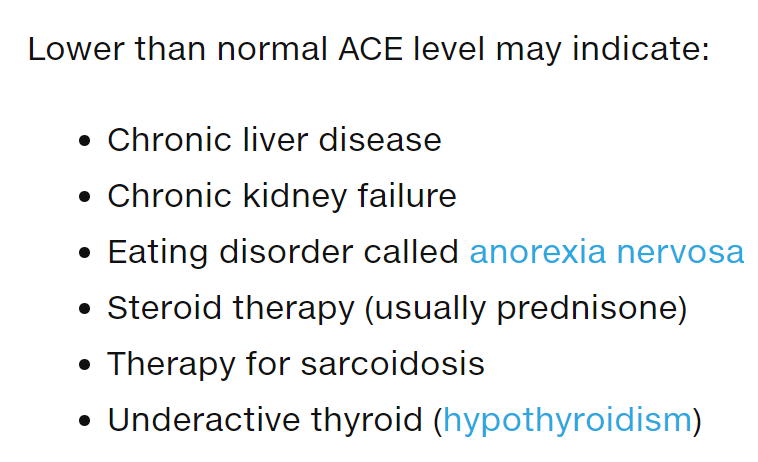 Lower than normal ACE level may indicate:
• Chronic liver disease
• Chronic kidney failure
• Eating disorder called anorexia nervosa
• Steroid therapy (usually prednisone)
• Therapy for sarcoidosis
• Underactive thyroid (hypothyroidism)